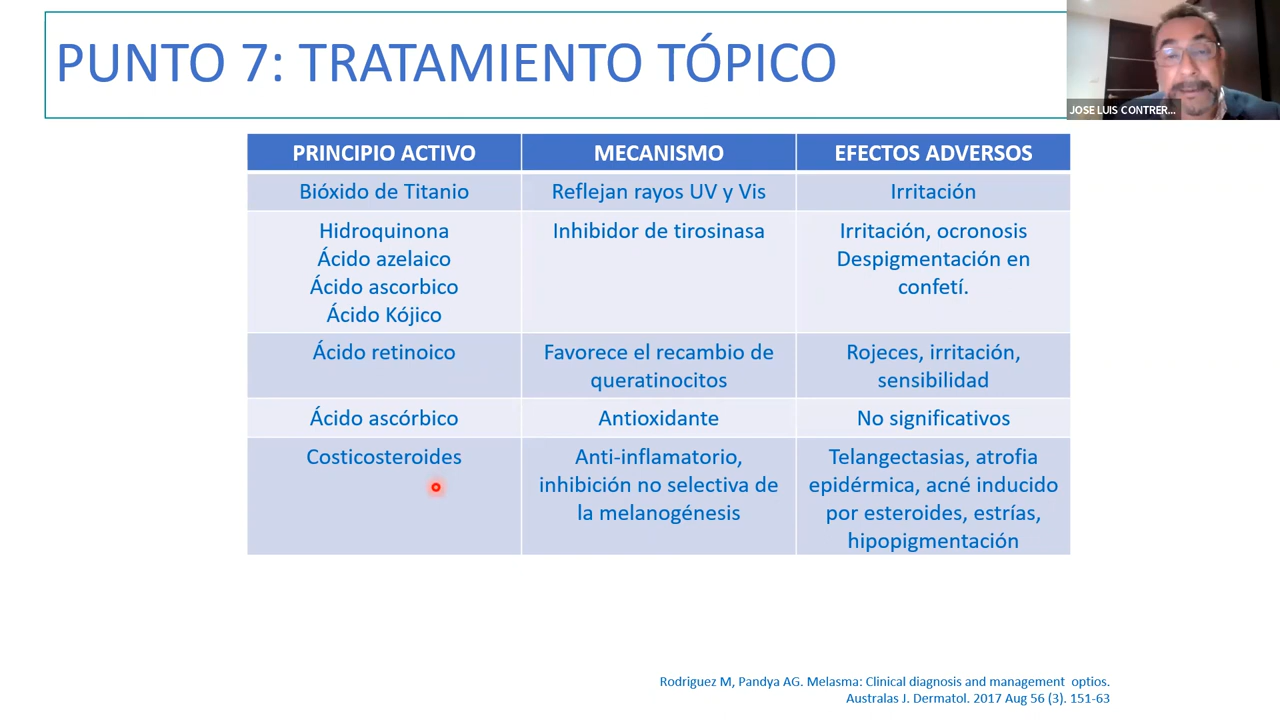 PUNTO 7: TRATAMIENTO TÓPICO
JOSE LUIS CONTRER...
PRINCIPIO ACTIVO MECANISMO EFECTOS ADVERSOS
Bióxido de Titanio Reflejan rayos UV y Vis Irritación
Hidroquinona Inhibidor de tirosinasa Irritación, ocronosis
Ácido azelaico Despigmentación en
Ácido ascorbico confetí.
Ácido Kójico
Ácido retinoico Favorece el recambio de Rojeces, irritación,
queratinocitos sensibilidad
Ácido ascórbico Antioxidante No significativos
Costicosteroides Anti-inflamatorio, Telangectasias, atrofia
inhibición no selectiva de epidérmica, acné inducido
la melanogénesis por esteroides, estrías,
hipopigmentación
Rodriguez M, Pandya AG. Melasma: Clinical diagnosis and management optios.
Australas J. Dermatol. 2017 Aug 56 (3). 151-63